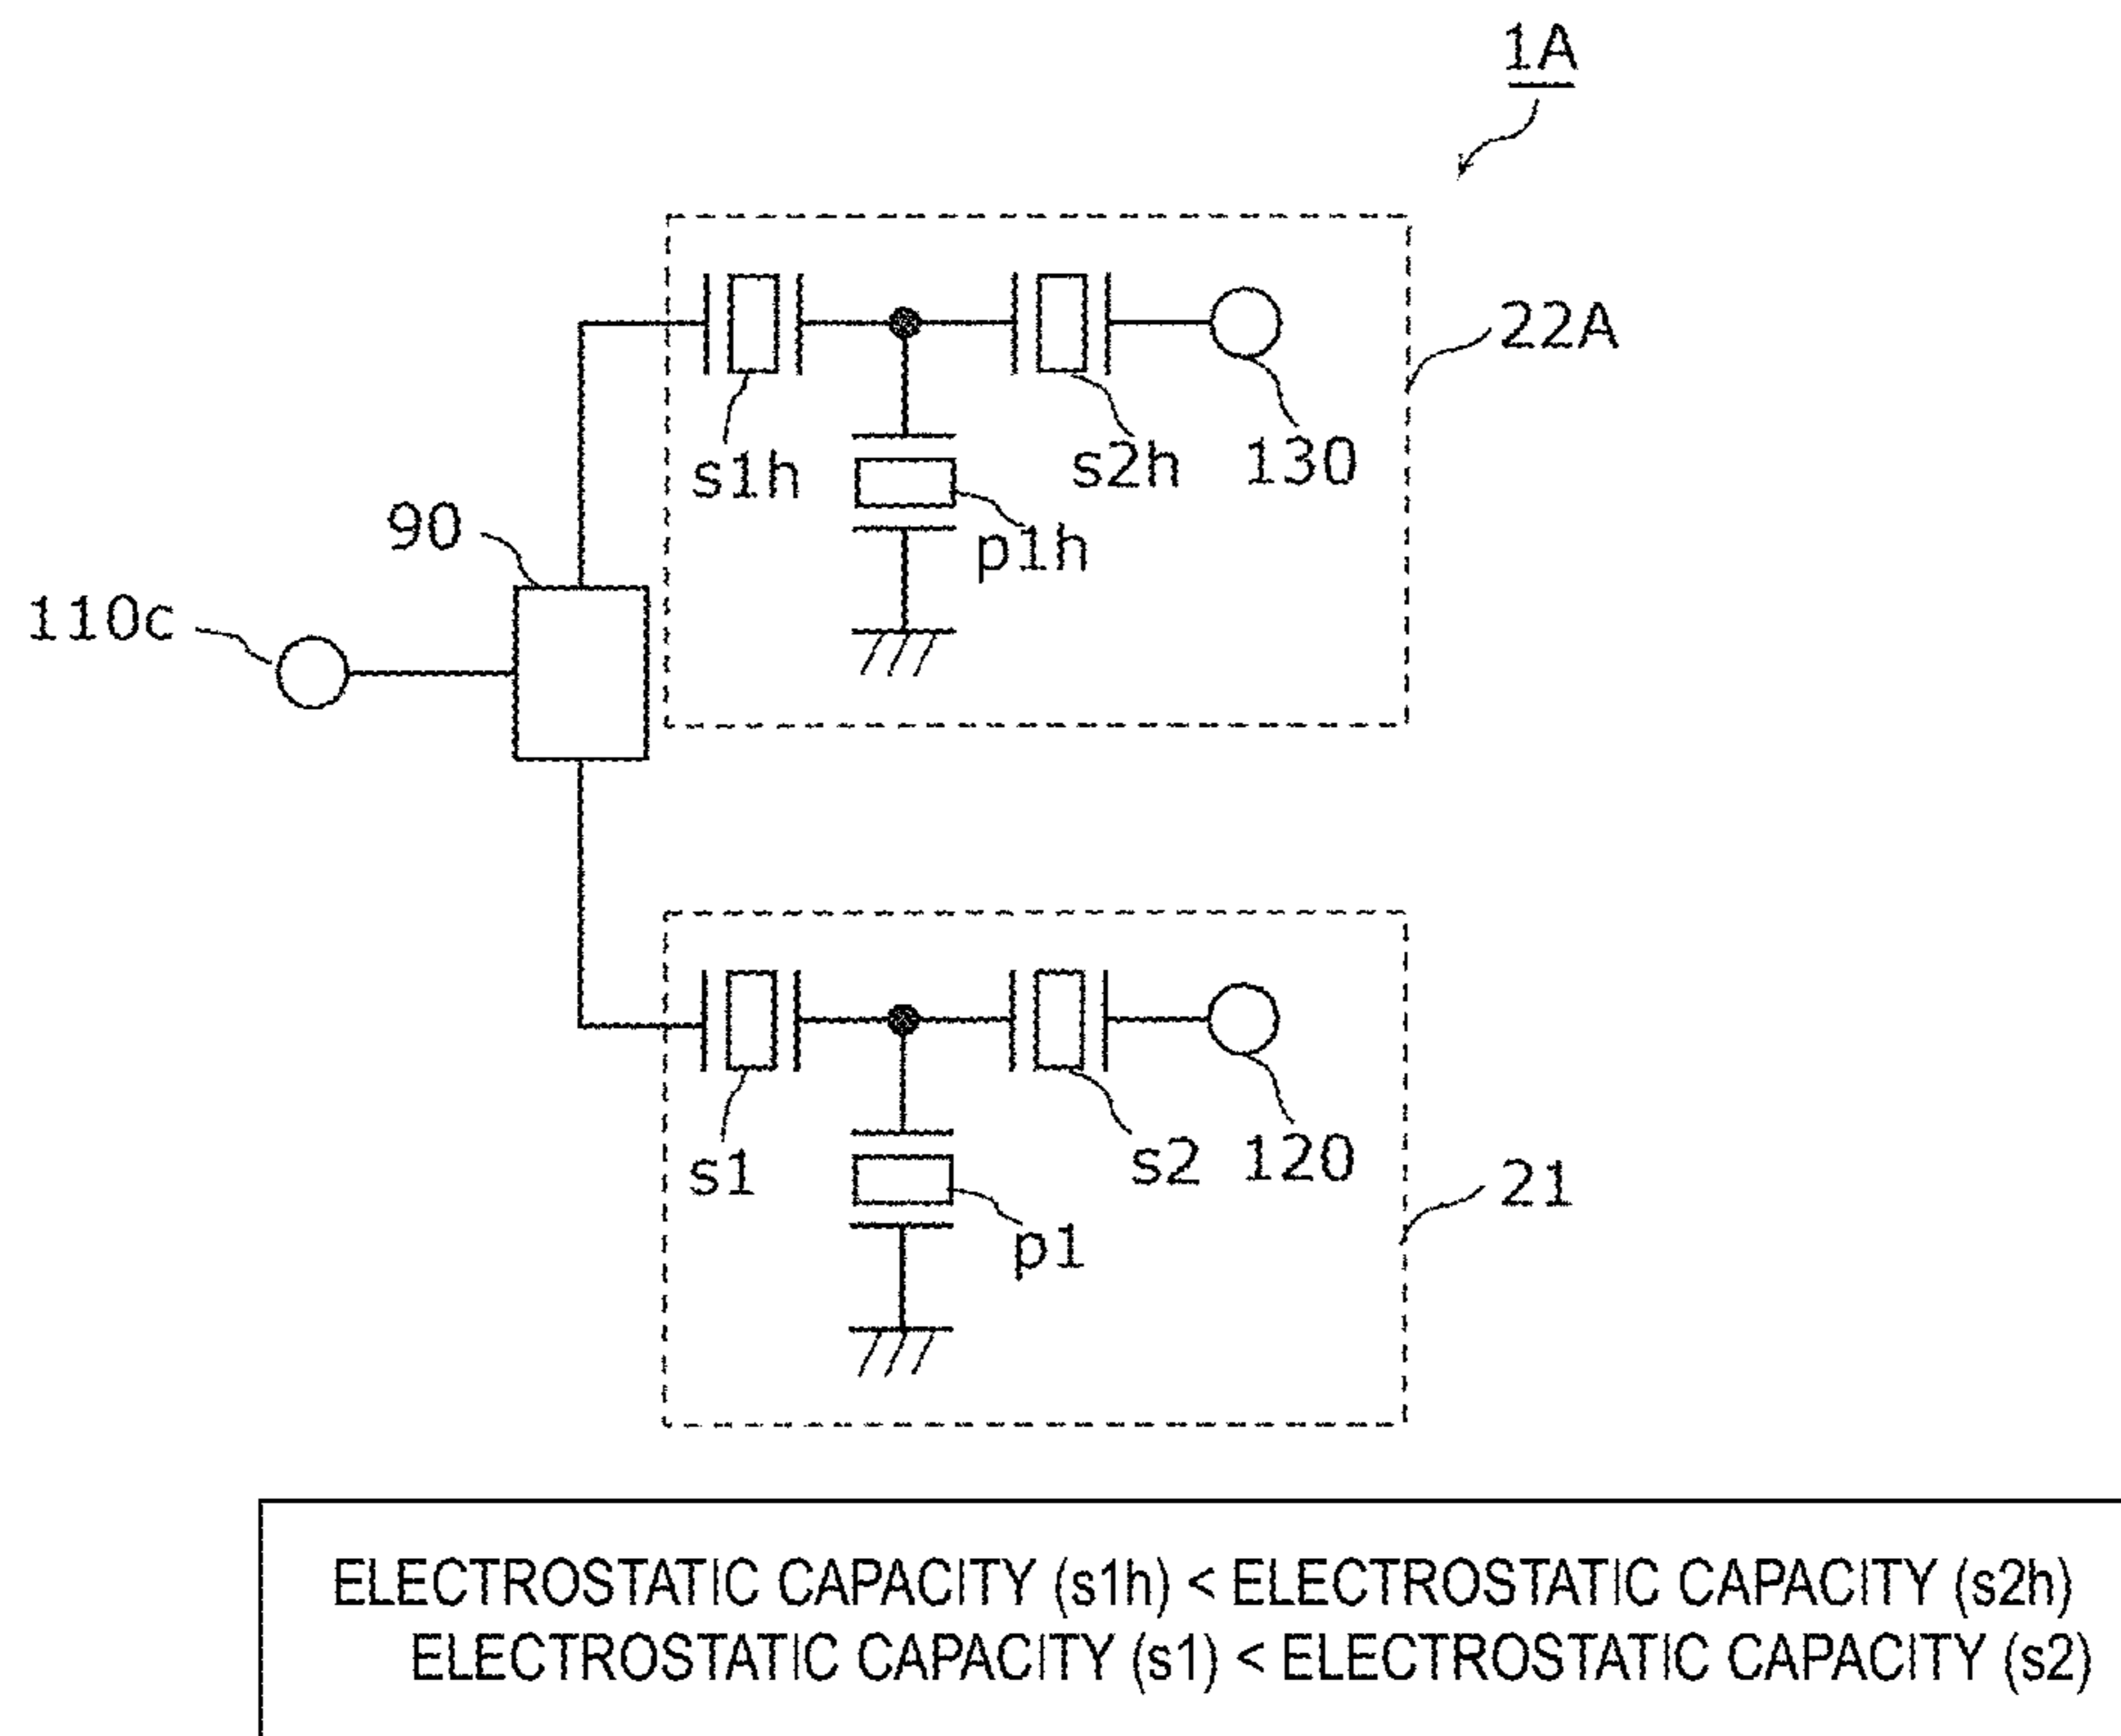 1A
22A
s1h
s2h
130
90
p1h
110c
s1
s2
120
21
p1
ELECTROSTATIC CAPACITY (s1h) < ELECTROSTATIC CAPACITY (s2h)
ELECTROSTATIC CAPACITY (s1) < ELECTROSTATIC CAPACITY (s2)